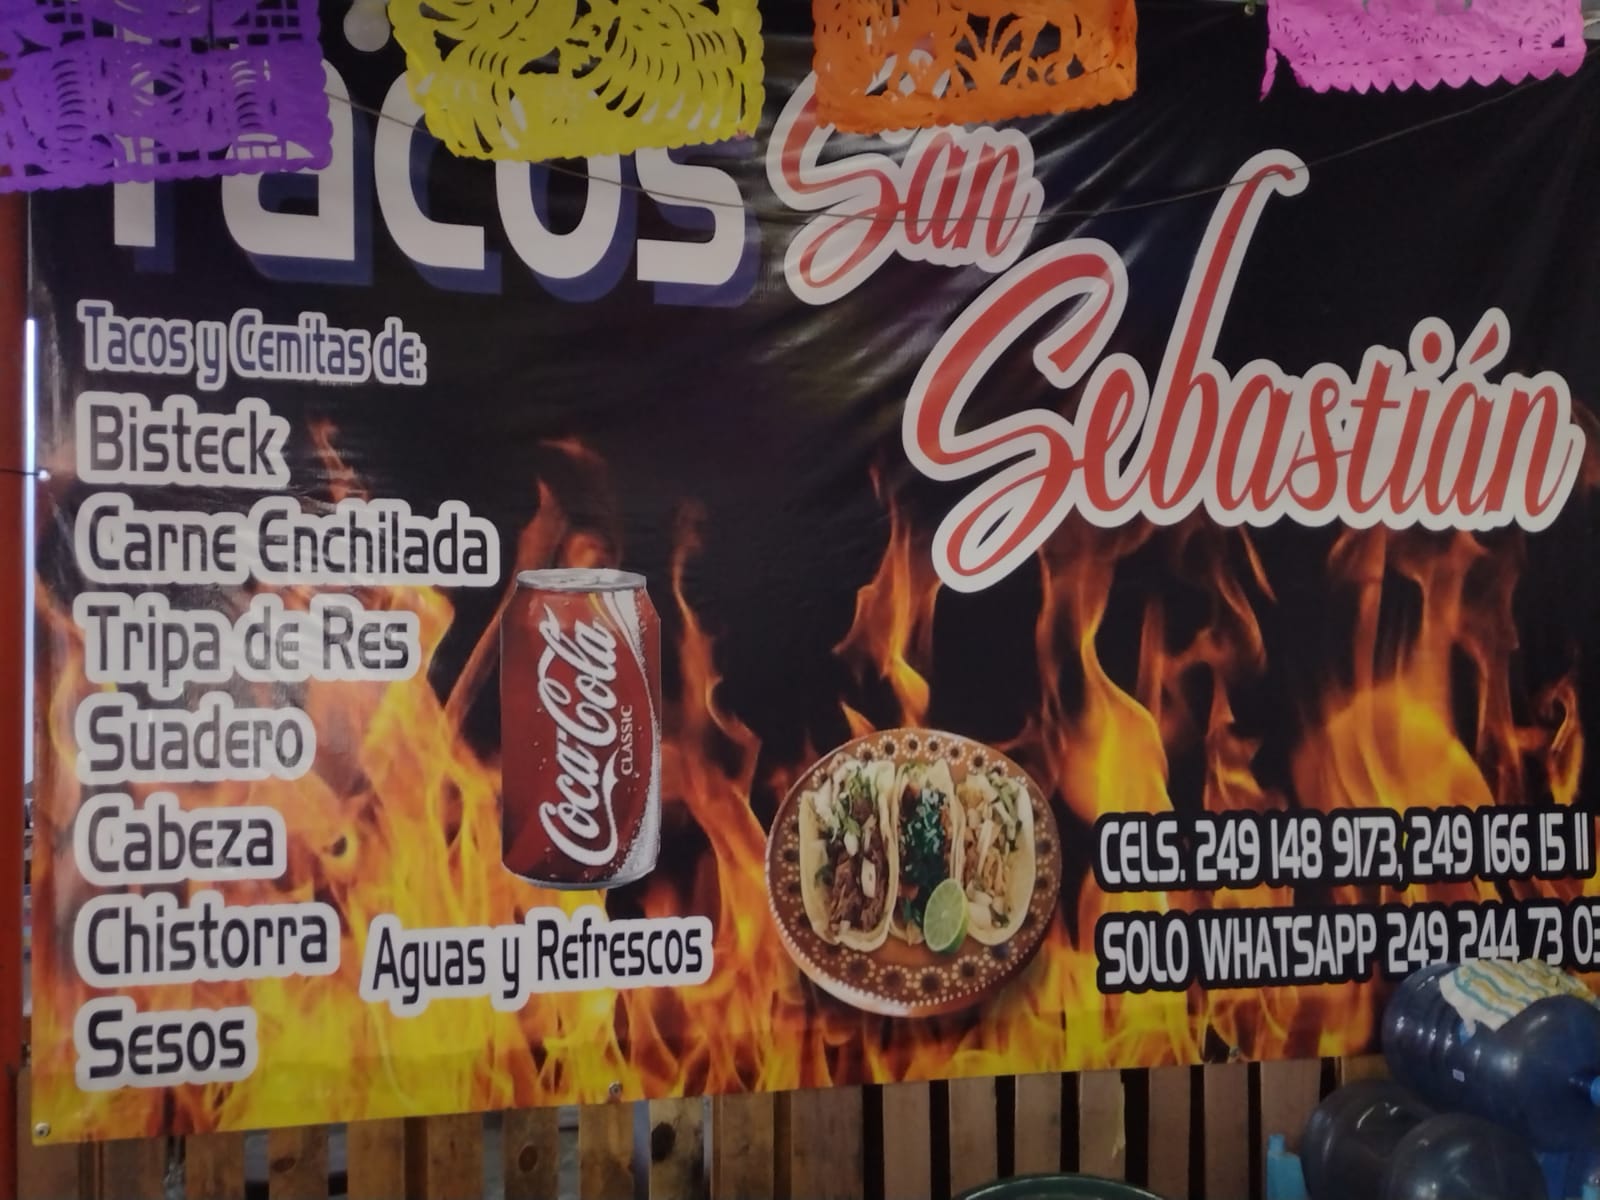 Tacos San
Sebastián
Tacos y Cemitas de:
Bisteck
Carne Enchilada
Tripa de Res
Suadero
Cabeza
Chistorra
Sesos
Coca-Cola
CLASSIC
Aguas y Refrescos
CELS. 249 148 9173, 249 166 15 11
SOLO WHATSAPP 249 244 73 03